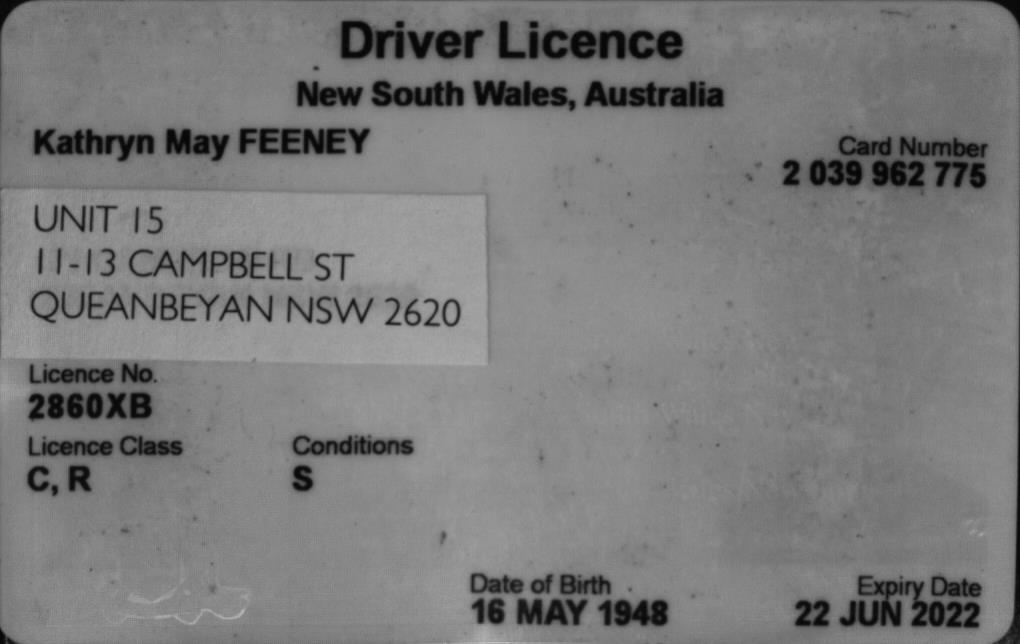 Driver Licence
New South Wales, Australia
Kathryn May FEENEY
Card Number
2 039 962 775
UNIT 15
11-13 CAMPBELL ST
QUEANBEYAN NSW 2620
Licence No.
2860XB
Licence Class
Conditions
C, R
S
Date of Birth
16 MAY 1948
Expiry Date
22 JUN 2022